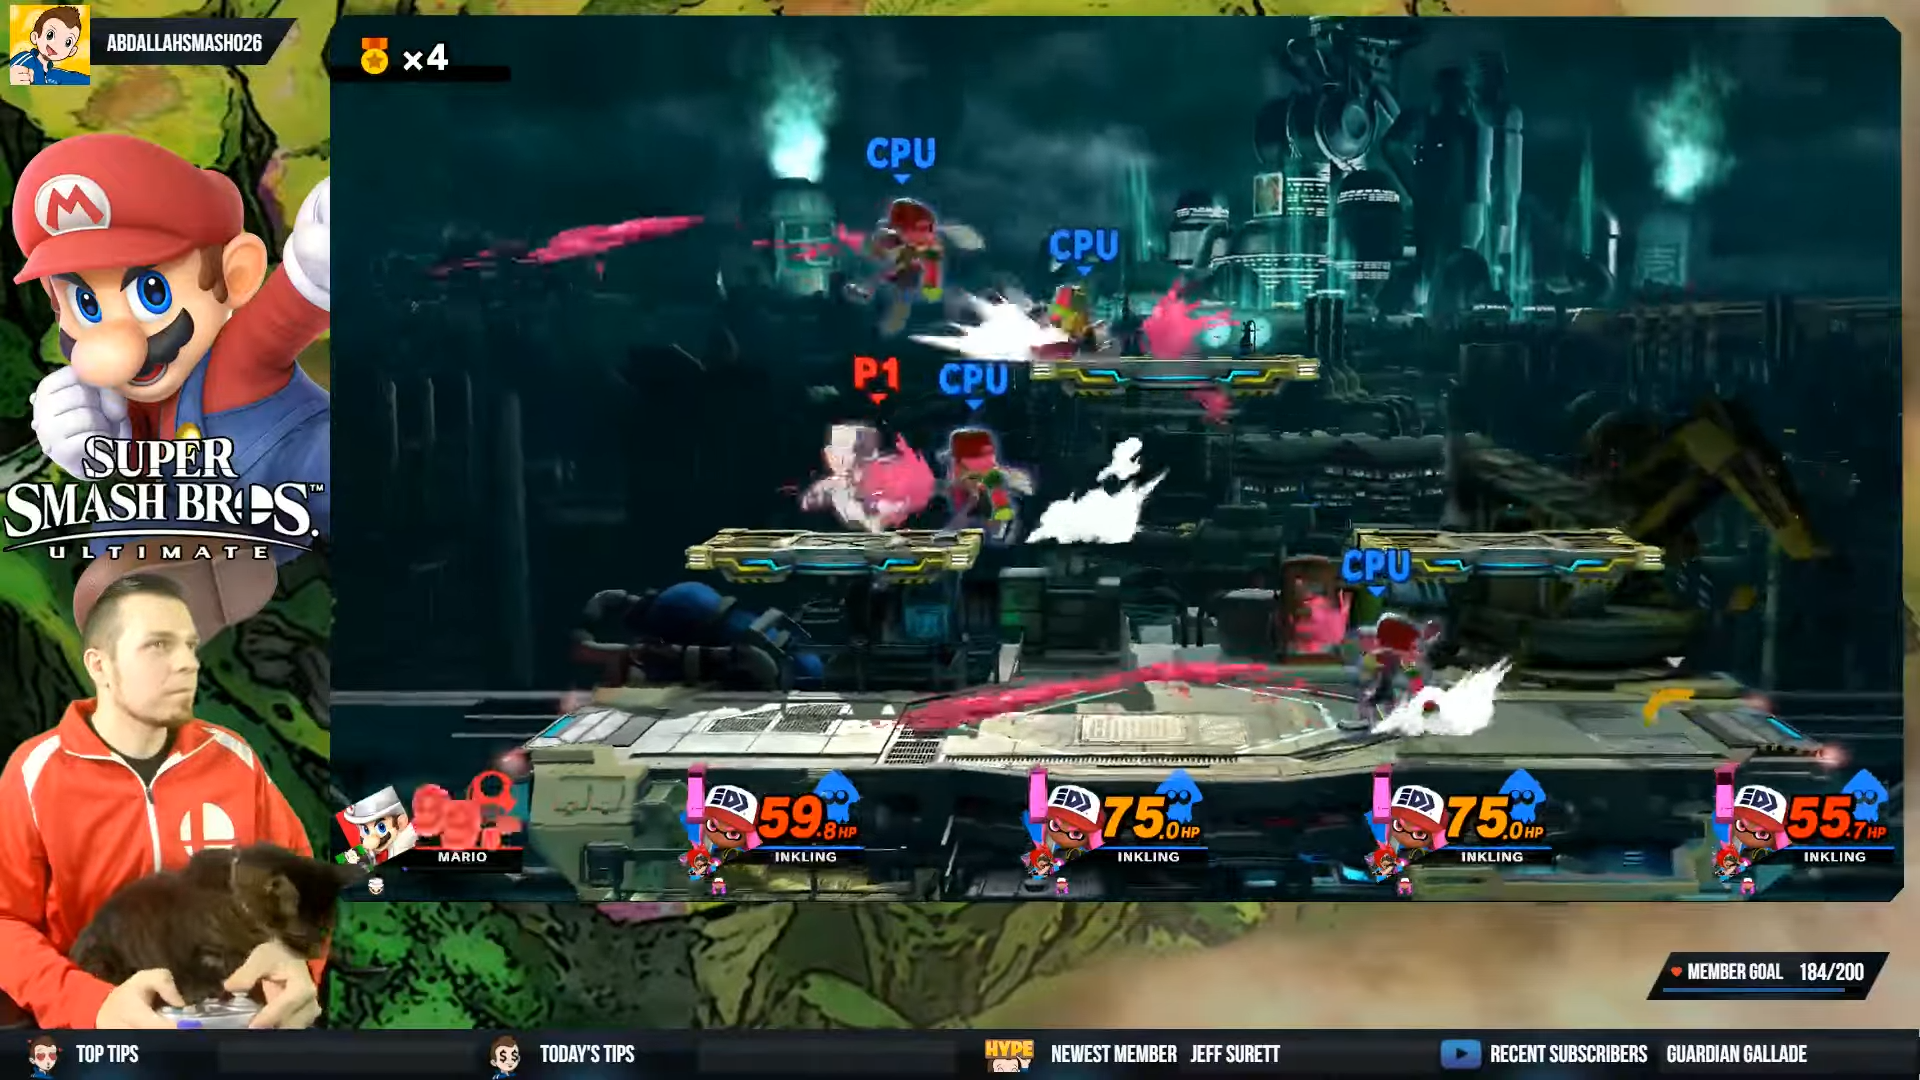 ABDALLAHSMASH026
×4
CPU
CPU
P1
CPU
CPU
M
SUPER
SMASH BROS.™
ULTIMATE
MARIO
59.8HP
INKLING
75.0HP
INKLING
75.0HP
INKLING
55.7HP
INKLING
MEMBER GOAL 184/200
TOP TIPS
TODAY'S TIPS
HYPE
NEWEST MEMBER JEFF SURETT
RECENT SUBSCRIBERS GUARDIAN GALLADE